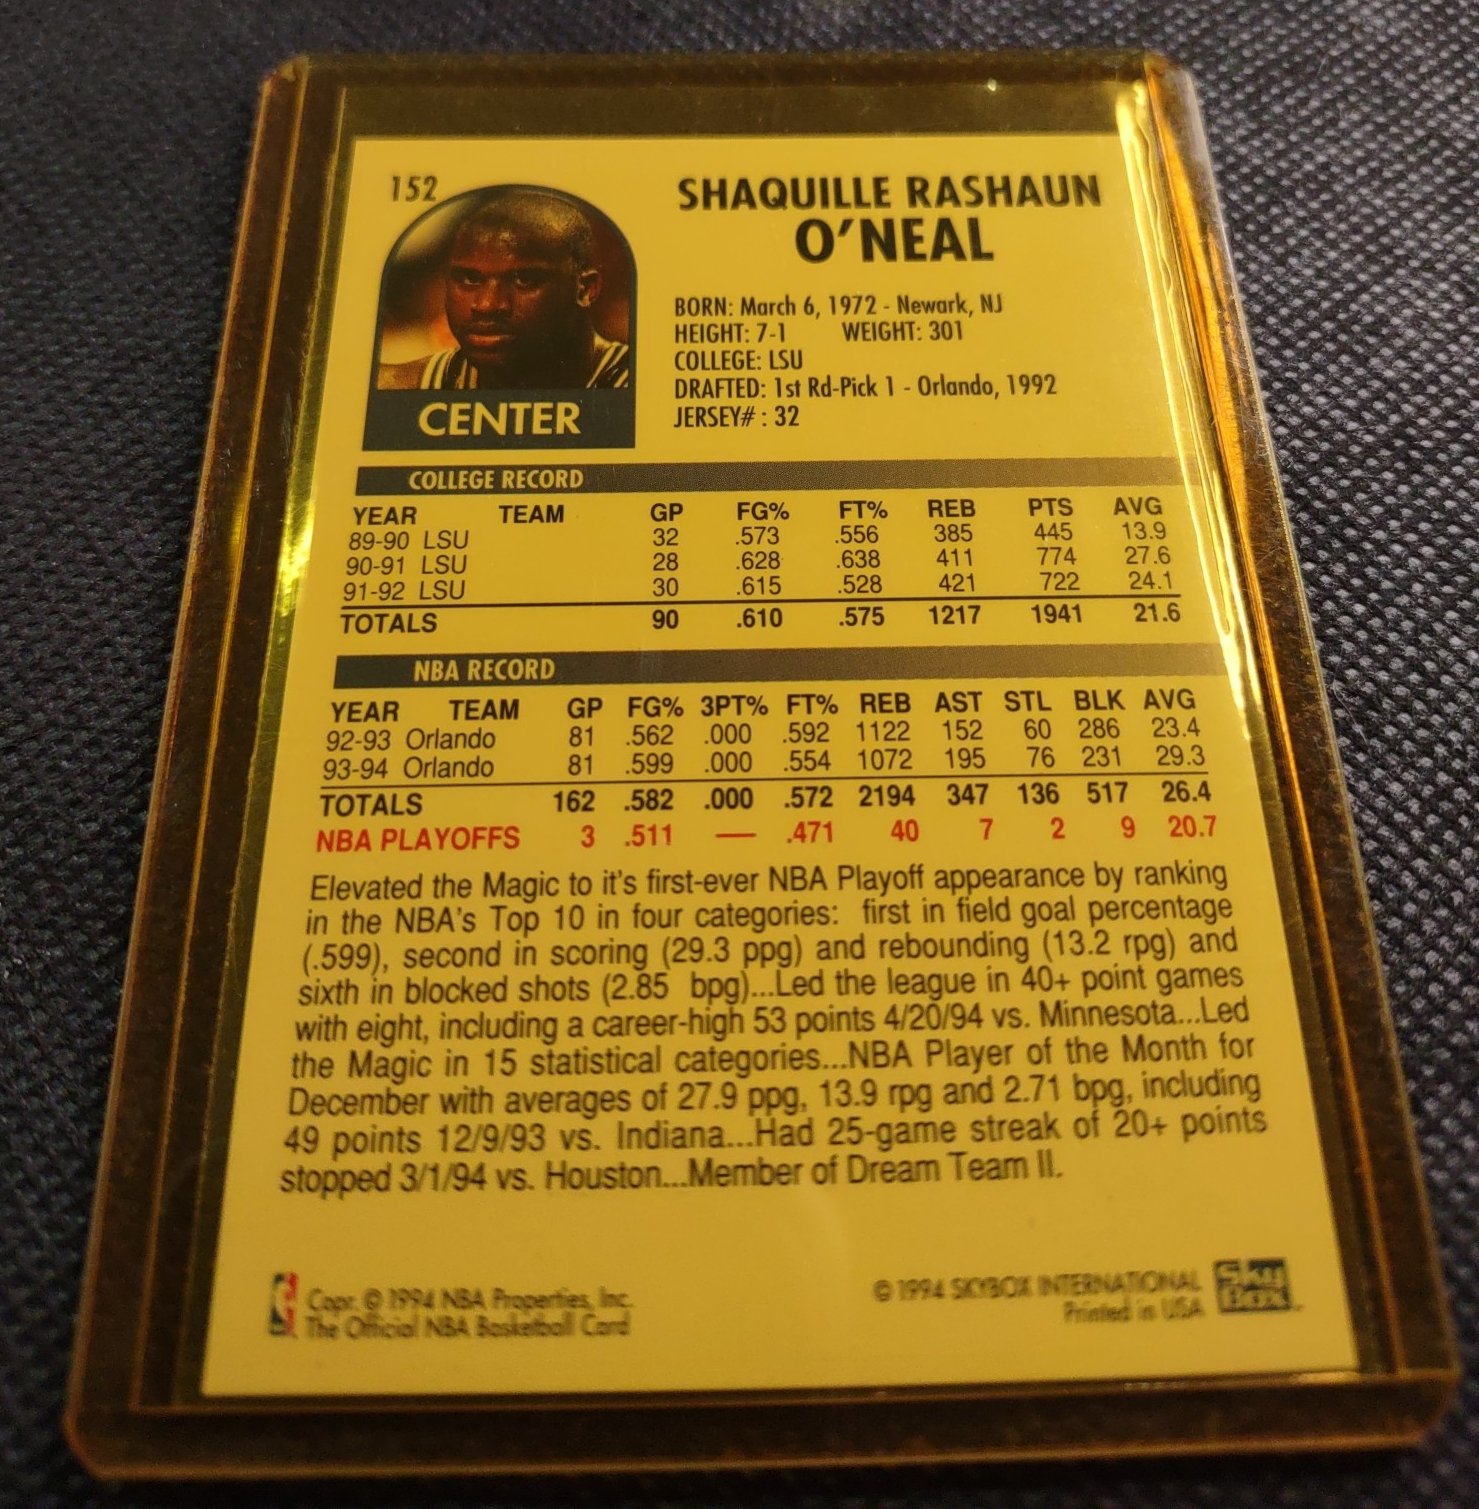 152
SHAQUILLE RASHAUN
O'NEAL
CENTER
BORN: March 6, 1972 - Newark, NJ
HEIGHT: 7-1 WEIGHT: 301
COLLEGE: LSU
DRAFTED: 1st Rd-Pick 1 - Orlando, 1992
JERSEY# : 32
COLLEGE RECORD
YEAR TEAM GP FG% FT% REB PTS AVG
89-90 LSU 32 .573 .556 385 445 13.9
90-91 LSU 28 .628 .638 411 774 27.6
91-92 LSU 30 .615 .528 421 722 24.1
TOTALS 90 .610 .575 1217 1941 21.6
NBA RECORD
YEAR TEAM GP FG% 3PT% FT% REB AST STL BLK AVG
92-93 Orlando 81 .562 .000 .592 1122 152 60 286 23.4
93-94 Orlando 81 .599 .000 .554 1072 195 76 231 29.3
TOTALS 162 .582 .000 .572 2194 347 136 517 26.4
NBA PLAYOFFS 3 .511 — .471 40 7 2 9 20.7
Elevated the Magic to it's first-ever NBA Playoff appearance by ranking
in the NBA's Top 10 in four categories: first in field goal percentage
(.599), second in scoring (29.3 ppg) and rebounding (13.2 rpg) and
sixth in blocked shots (2.85 bpg)...Led the league in 40+ point games
with eight, including a career-high 53 points 4/20/94 vs. Minnesota...Led
the Magic in 15 statistical categories...NBA Player of the Month for
December with averages of 27.9 ppg, 13.9 rpg and 2.71 bpg, including
49 points 12/9/93 vs. Indiana...Had 25-game streak of 20+ points
stopped 3/1/94 vs. Houston...Member of Dream Team II.
Copr. © 1994 NBA Properties, Inc.
The Official NBA Basketball Card
© 1994 SKYBOX INTERNATIONAL
Printed in USA
SkyBox